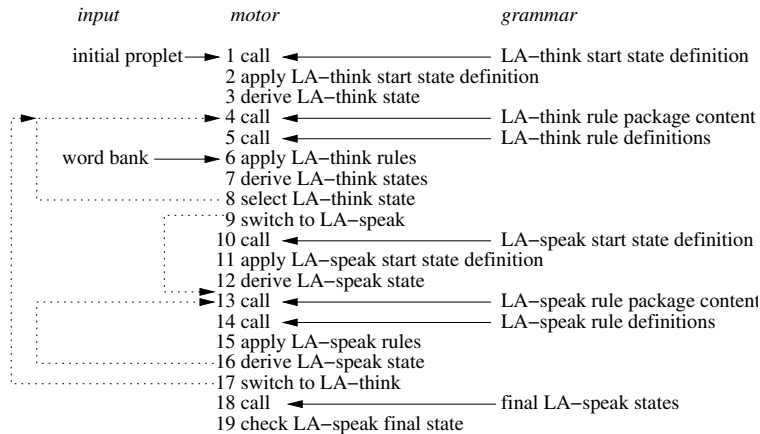 input motor grammar
initial proplet 1 call LA−think start state definition
2 apply LA−think start state definition
3 derive LA−think state
4 call LA−think rule package content
5 call LA−think rule definitions
word bank 6 apply LA−think rules
7 derive LA−think states
8 select LA−think state
9 switch to LA−speak
10 call LA−speak start state definition
11 apply LA−speak start state definition
12 derive LA−speak state
13 call LA−speak rule package content
14 call LA−speak rule definitions
15 apply LA−speak rules
16 derive LA−speak state
17 switch to LA−think
18 call final LA−speak states
19 check LA−speak final state